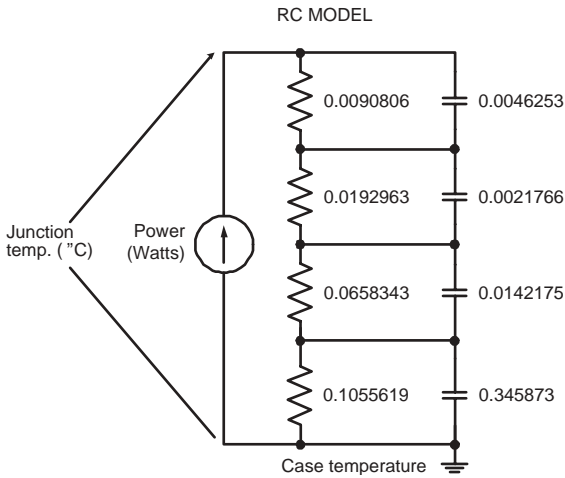 RC MODEL
0.0090806
0.0046253
0.0192963
0.0021766
Junction
temp. ( ”C)
Power
(Watts)
0.0658343
0.0142175
0.1055619
0.345873
Case temperature